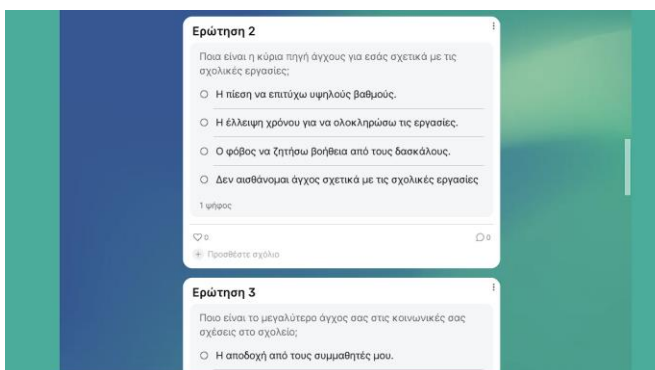 Ερώτηση 2
Ποια είναι η κύρια πηγή άγχους για εσάς σχετικά με τις
σχολικές εργασίες;
Η πίεση να επιτύχω υψηλούς βαθμούς.
Η έλλειψη χρόνου για να ολοκληρώσω τις εργασίες.
Ο φόβος να ζητήσω βοήθεια από τους δασκάλους.
Δεν αισθάνομαι άγχος σχετικά με τις σχολικές εργασίες
1 ψήφος
0
0
Προσθέστε σχόλιο
Ερώτηση 3
Ποιο είναι το μεγαλύτερο άγχος σας στις κοινωνικές σας
σχέσεις στο σχολείο;
Η αποδοχή από τους συμμαθητές μου.